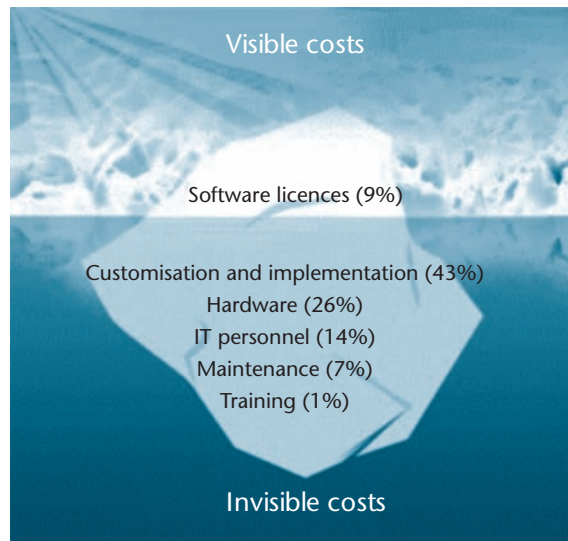 Visible costs
Software licences (9%)
Customisation and implementation (43%)
Hardware (26%)
IT personnel (14%)
Maintenance (7%)
Training (1%)
Invisible costs